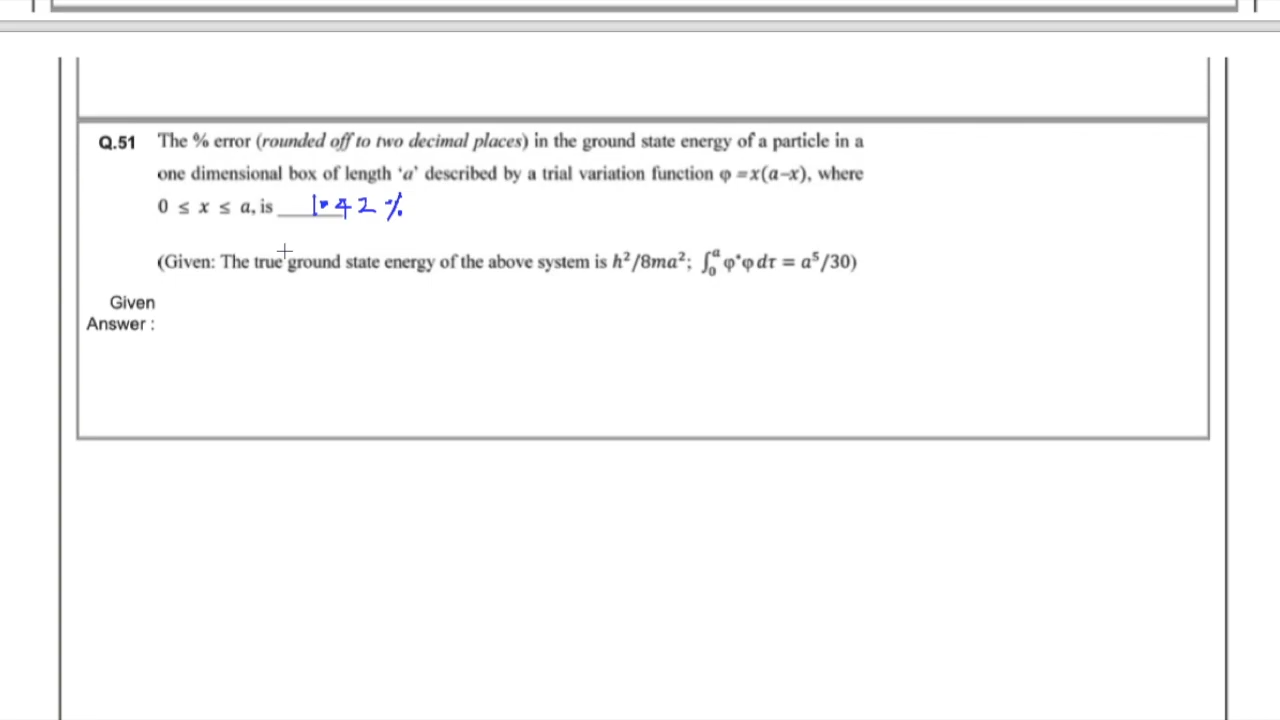 Q.51 The % error (rounded off to two decimal places) in the ground state energy of a particle in a
one dimensional box of length ‘a’ described by a trial variation function φ =x(a−x), where
0 ≤ x ≤ a, is ____1.42%
(Given: The true ground state energy of the above system is h²/8ma²; ∫₀ᵃ φ*φ dτ = a⁵/30)
Given
Answer :